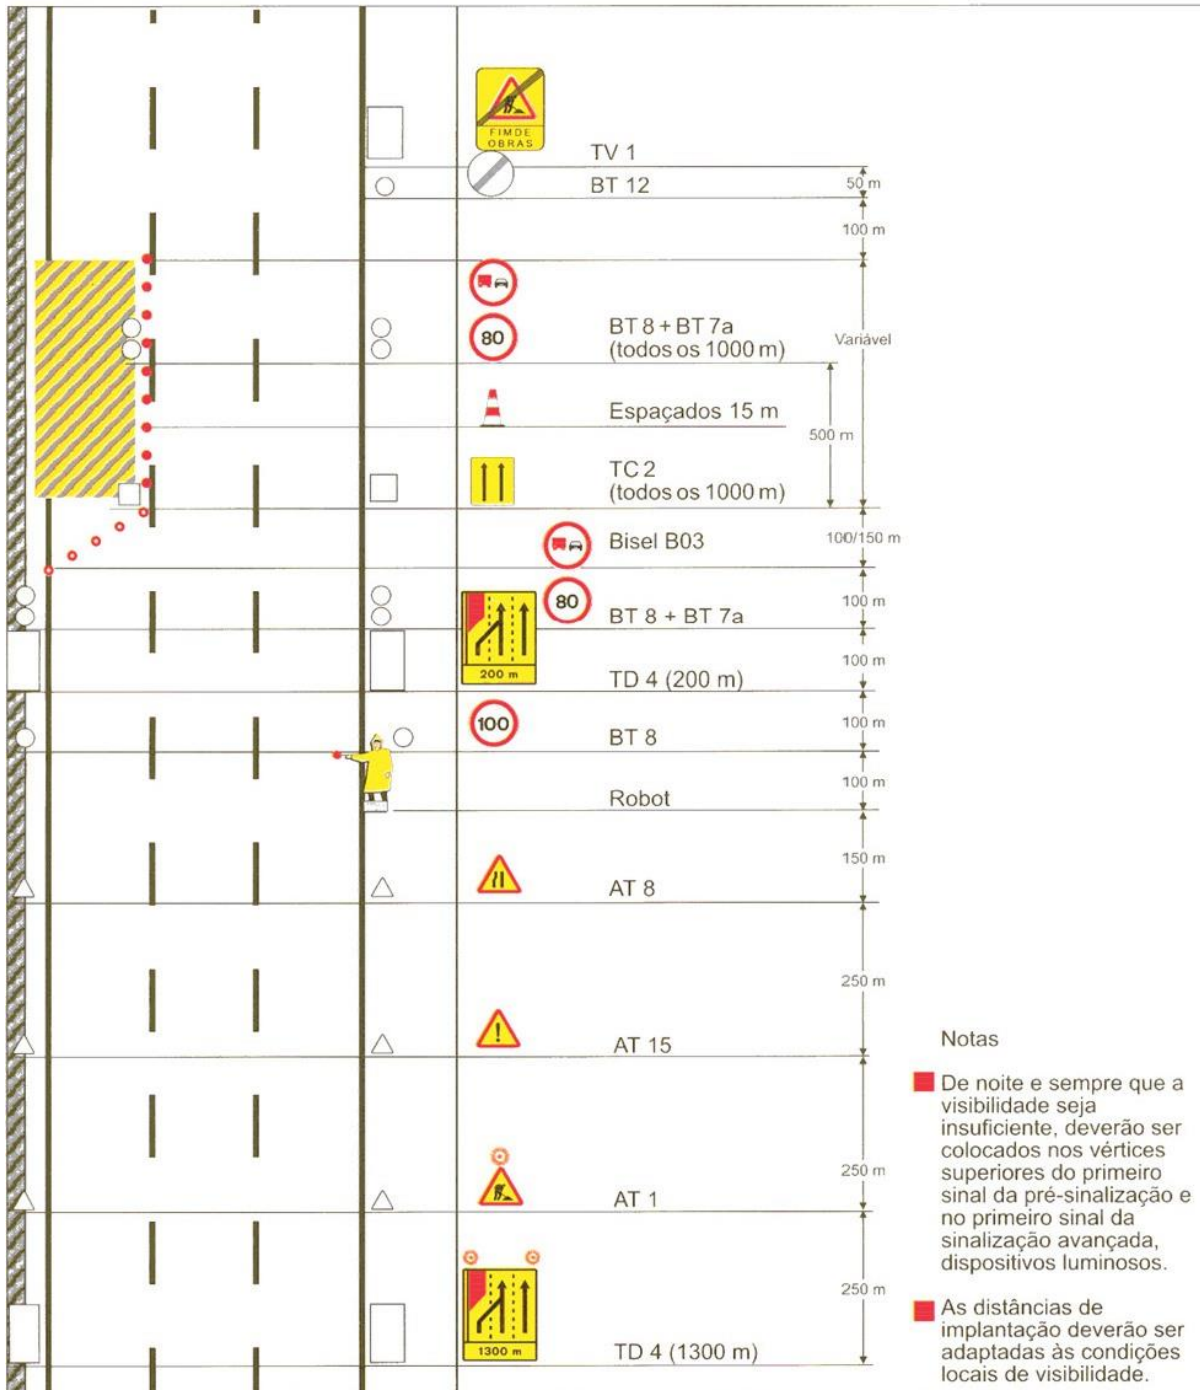 FIM DE
OBRAS
TV 1
BT 12
50 m
100 m
80
BT 8 + BT 7a
(todos os 1000 m)
Variável
Espaçados 15 m
500 m
TC 2
(todos os 1000 m)
Bisel B03
100/150 m
80
BT 8 + BT 7a
100 m
200 m
TD 4 (200 m)
100 m
100
BT 8
100 m
Robot
100 m
AT 8
150 m
AT 15
250 m
AT 1
250 m
1300 m
TD 4 (1300 m)
250 m
Notas
De noite e sempre que a
visibilidade seja
insuficiente, deverão ser
colocados nos vértices
superiores do primeiro
sinal da pré-sinalização e
no primeiro sinal da
sinalização avançada,
dispositivos luminosos.
As distâncias de
implantação deverão ser
adaptadas às condições
locais de visibilidade.